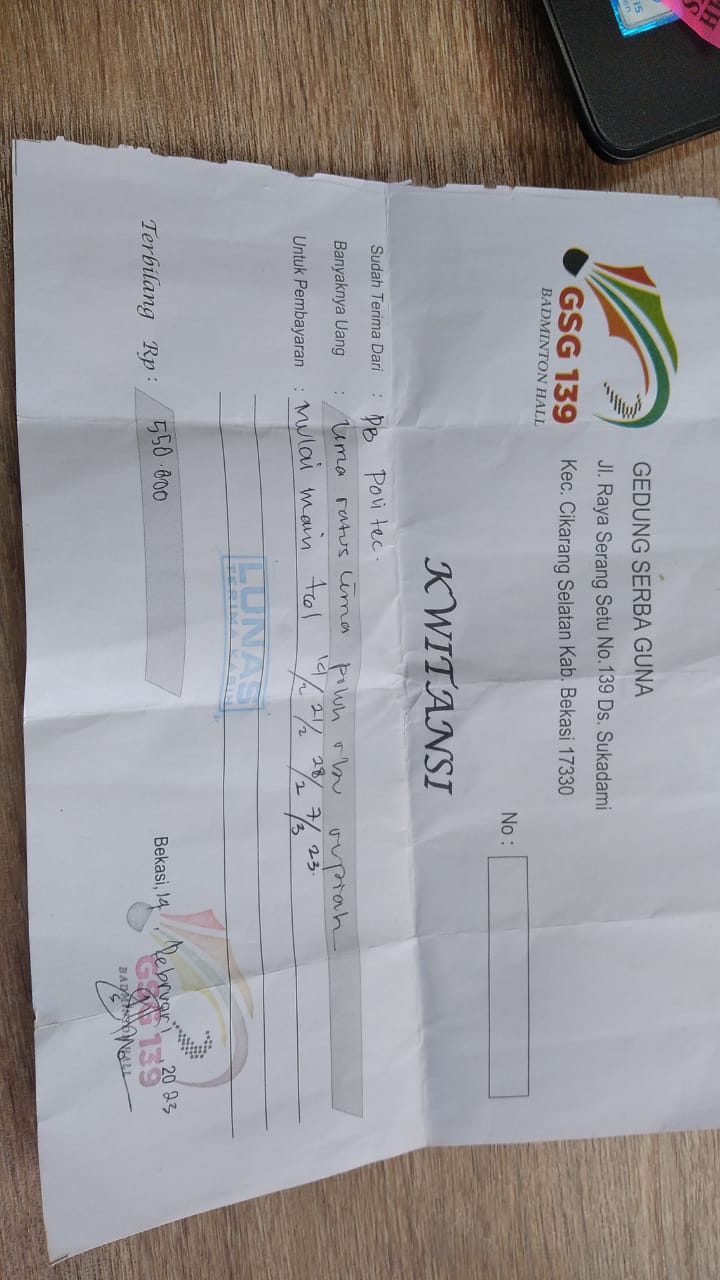 GSG 139
BADMINTON HALL
GEDUNG SERBA GUNA
Jl. Raya Serang Setu No.139 Ds. Sukadami
Kec. Cikarang Selatan Kab. Bekasi 17330
No :
KWITANSI
Sudah Terima Dari : PB Politec.
Banyaknya Uang : Lima ratus lima puluh ribu rupiah
Untuk Pembayaran : Mulai main tgl 14/2 21/2 28/2 7/3 23.
LUNAS
TERIMA KASIH
Terbilang Rp : 550.000
Bekasi, 14, Februari, 2023
GSG 139
BADMINTON HALL